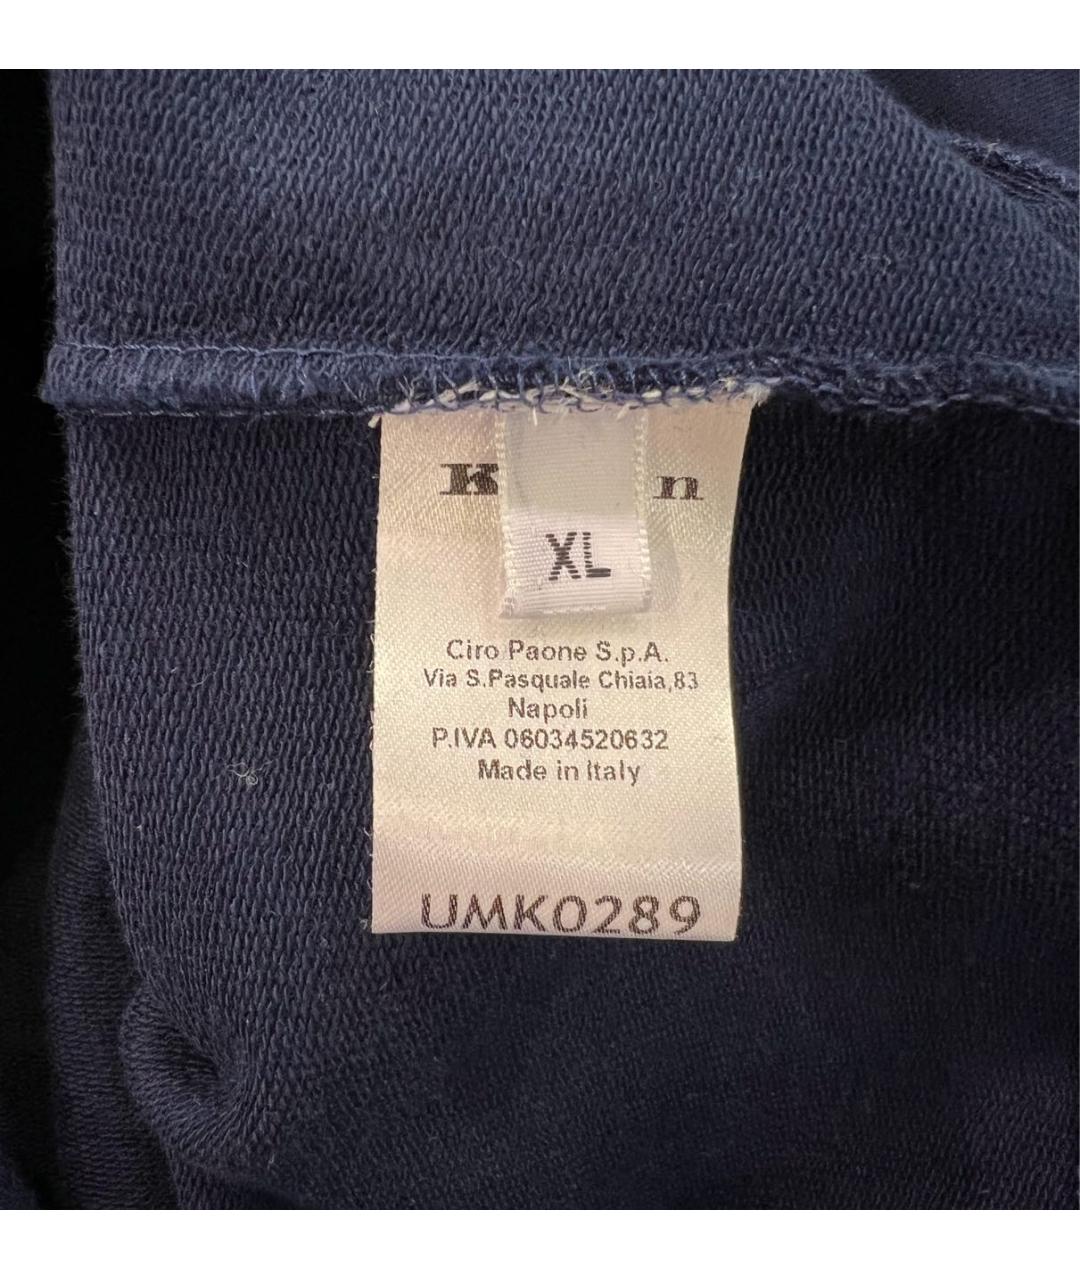 K n
XL
Ciro Paone S.p.A.
Via S.Pasquale Chiaia,83
Napoli
P.IVA 06034520632
Made in Italy
UMK0289